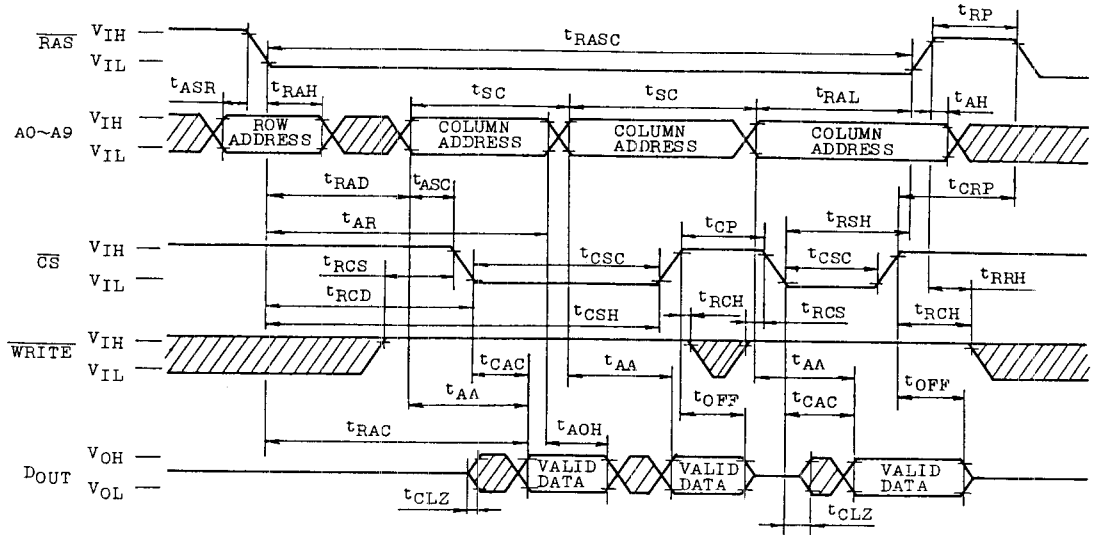 tRP
RAS VIH
VIL
tRASC
tASR tRAH tSC tSC tRAL tAH
A0~A9 VIH
VIL
ROW ADDRESS
COLUMN ADDRESS
COLUMN ADDRESS
COLUMN ADDRESS
tRAD tASC tCRP
tAR tCP tRSH
CS VIH
VIL
tRCS tCSC tCSC
tRCD tRCH tRRH
tCSH tRCS tRCH
WRITE VIH
VIL
tCAC tAA tAA
tAA tOFF tCAC tOFF
tRAC tAOH
DOUT VOH
VOL
VALID DATA
VALID DATA
VALID DATA
tCLZ tCLZ